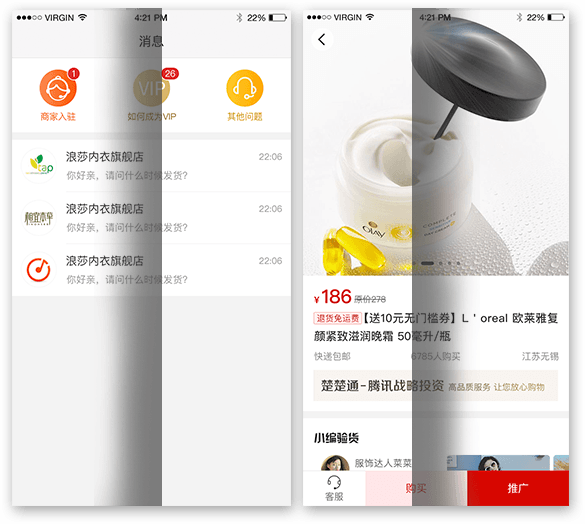 ●●●○○ VIRGIN 4:21 PM 22%
消息
1
26
VIP
商家入驻 如何成为VIP 其他问题
tap
浪莎内衣旗舰店 22:06
你好亲，请问什么时候发货？
相宜本草
浪莎内衣旗舰店 22:06
你好亲，请问什么时候发货？
浪莎内衣旗舰店 22:06
你好亲，请问什么时候发货？
●●●○○ VIRGIN 4:21 PM 22%
OLAY
COMPLETE
¥186 原价278
退货免运费【送10元无门槛券】L＇oreal 欧莱雅复
颜紧致滋润晚霜 50毫升/瓶
快递包邮 6785人购买 江苏无锡
楚楚通-腾讯战略投资 高品质服务 让您放心购物
小编验货
服饰达人菜菜
客服 购买 推广